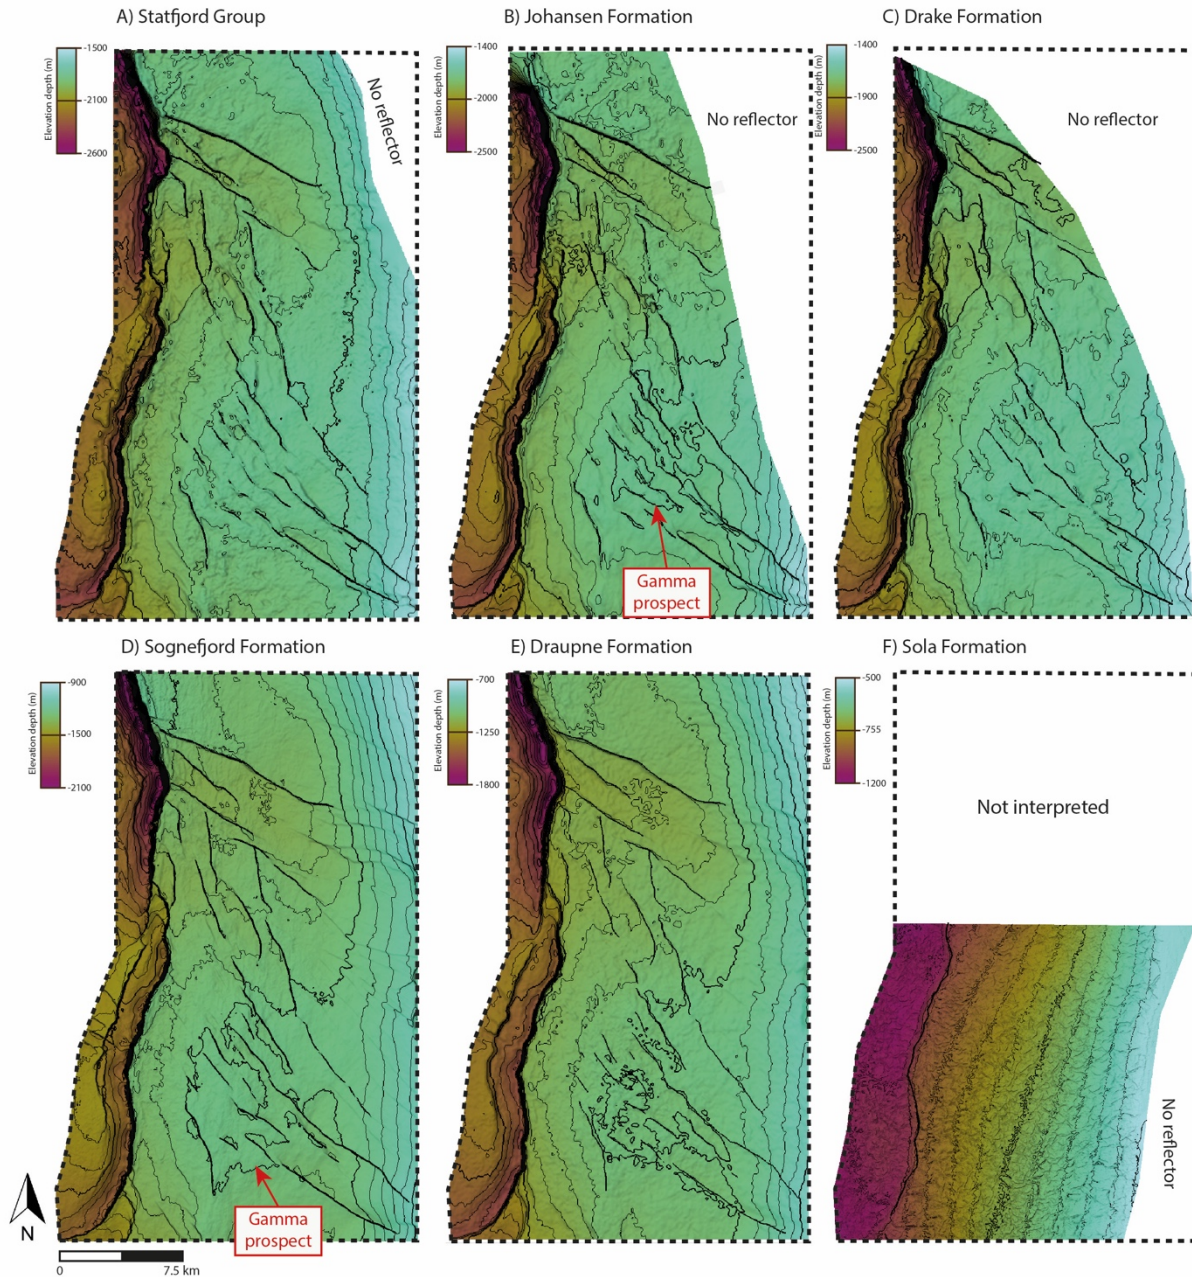 A) Statfjord Group
B) Johansen Formation
C) Drake Formation
Elevation depth (m)
-1500
-2100
-2600
No reflector
Elevation depth (m)
-1400
-2000
-2500
No reflector
Gamma
prospect
Elevation depth (m)
-1400
-1900
-2500
No reflector
D) Sognefjord Formation
E) Draupne Formation
F) Sola Formation
Elevation depth (m)
-900
-1500
-2100
Gamma
prospect
Elevation depth (m)
-700
-1250
-1800
Elevation depth (m)
-500
-755
-1200
Not interpreted
No reflector
N
0
7.5 km